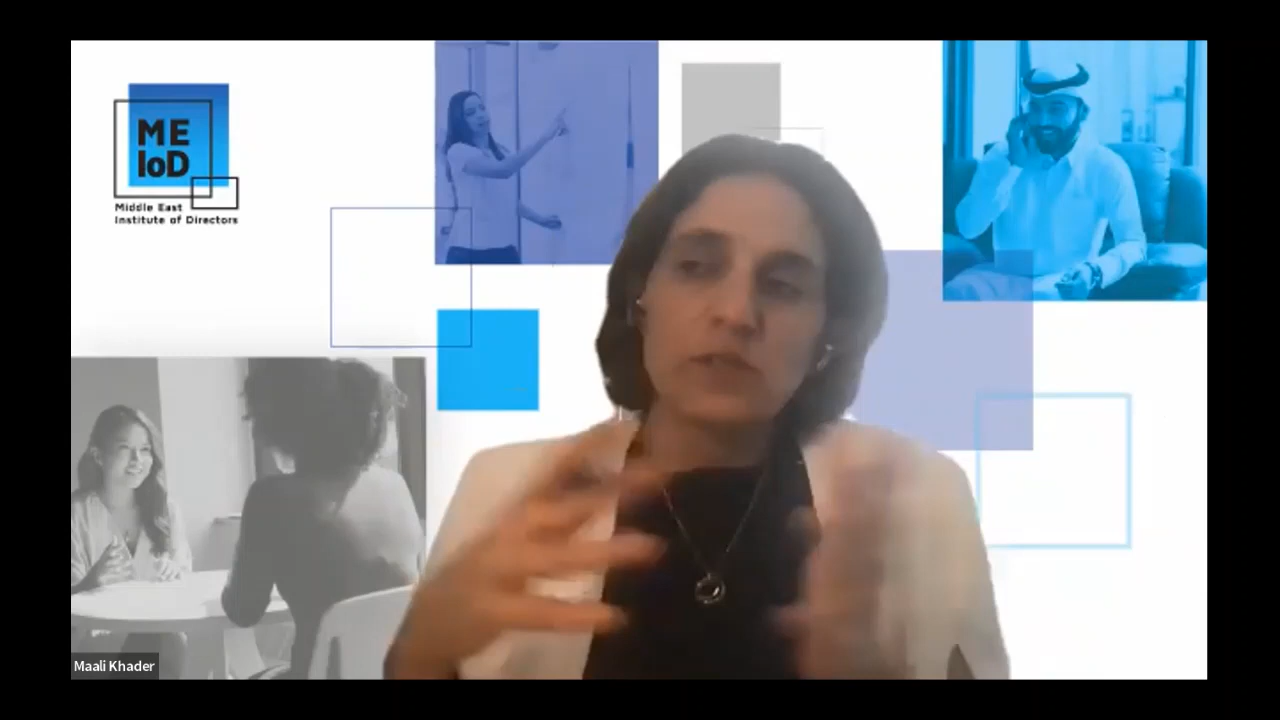 ME
IoD
Middle East
Institute of Directors
Maali Khader